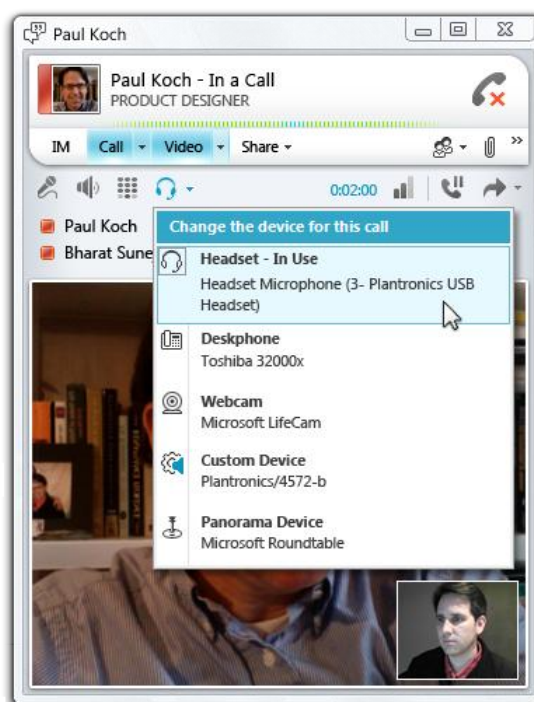 Paul Koch
Paul Koch - In a Call
PRODUCT DESIGNER
IM Call Video Share
0:02:00
Paul Koch
Bharat
Change the device for this call
Headset - In Use
Headset Microphone (3- Plantronics USB
Headset)
Deskphone
Toshiba 32000x
Webcam
Microsoft LifeCam
Custom Device
Plantronics/4572-b
Panorama Device
Microsoft Roundtable